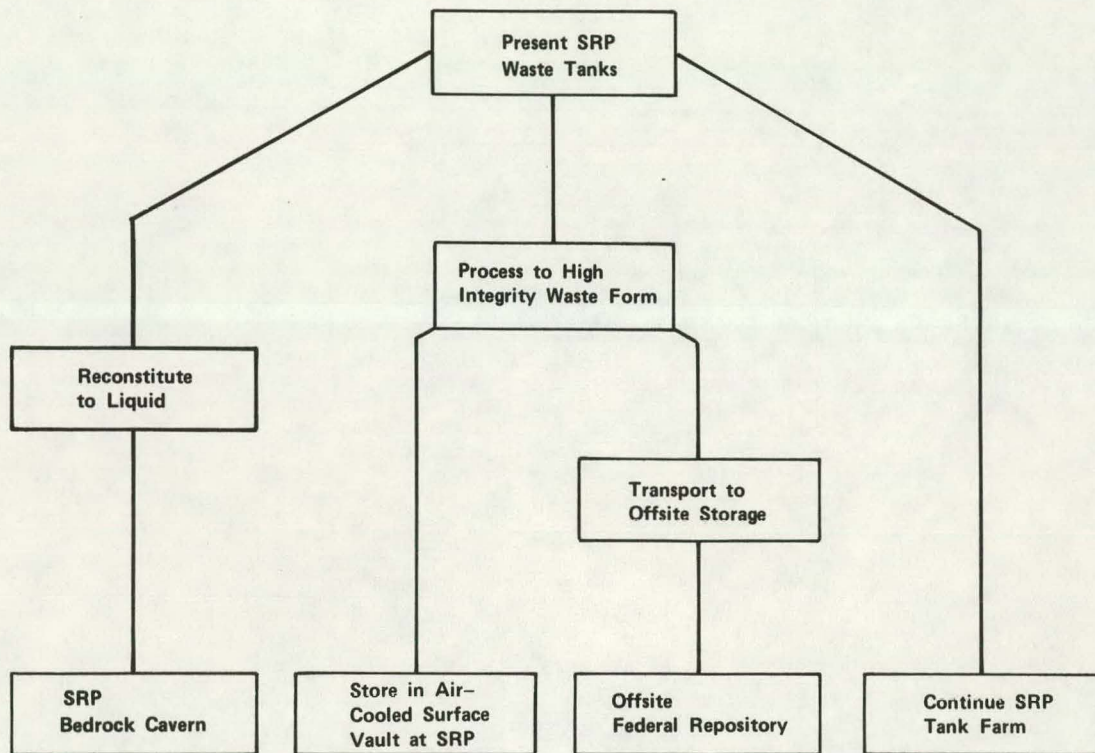 Present SRP
Waste Tanks
Process to High
Integrity Waste Form
Reconstitute
to Liquid
Transport to
Offsite Storage
SRP
Bedrock Cavern
Store in Air–
Cooled Surface
Vault at SRP
Offsite
Federal Repository
Continue SRP
Tank Farm